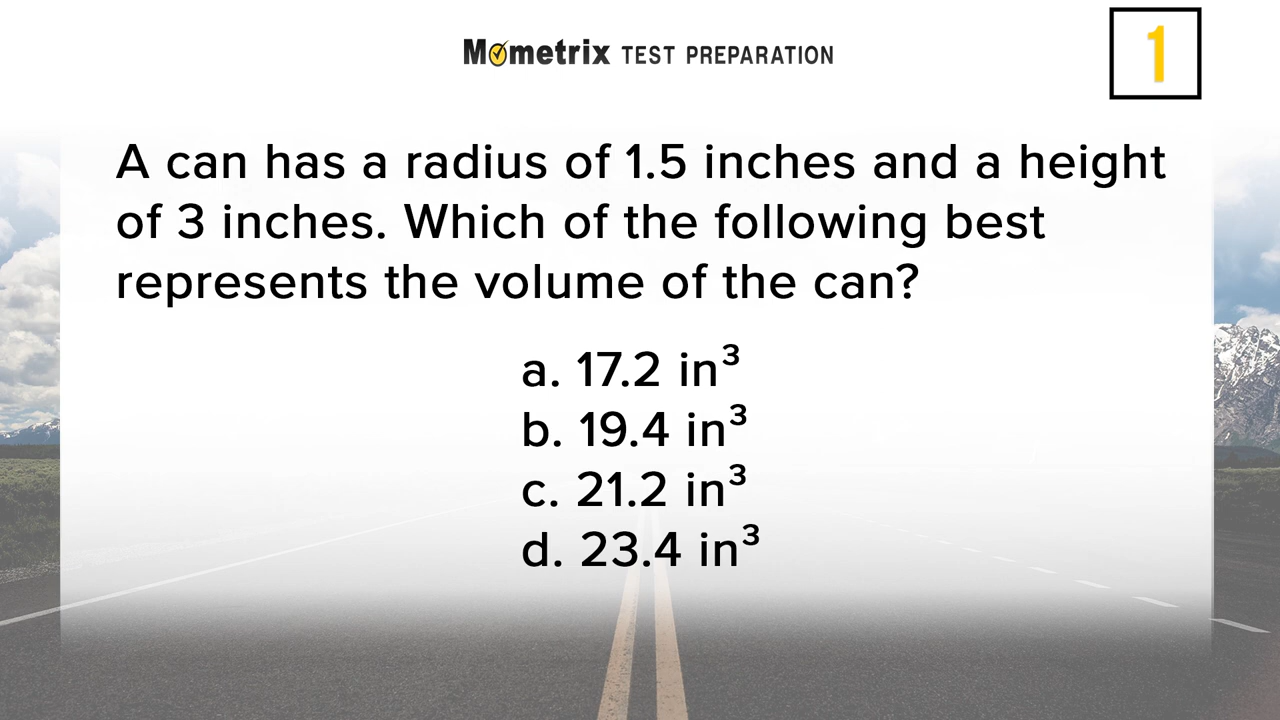 Mometrix TEST PREPARATION
1
A can has a radius of 1.5 inches and a height
of 3 inches. Which of the following best
represents the volume of the can?
a. 17.2 in³
b. 19.4 in³
c. 21.2 in³
d. 23.4 in³